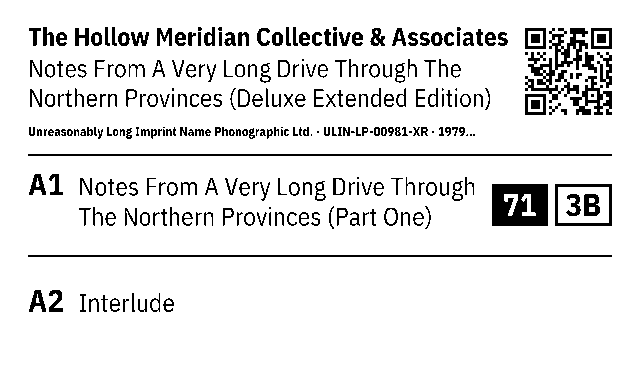 The Hollow Meridian Collective & Associates
Notes From A Very Long Drive Through The
Northern Provinces (Deluxe Extended Edition)
Unreasonably Long Imprint Name Phonographic Ltd. · ULIN-LP-00981-XR · 1979...
A1 Notes From A Very Long Drive Through
The Northern Provinces (Part One)
71 3B
A2 Interlude